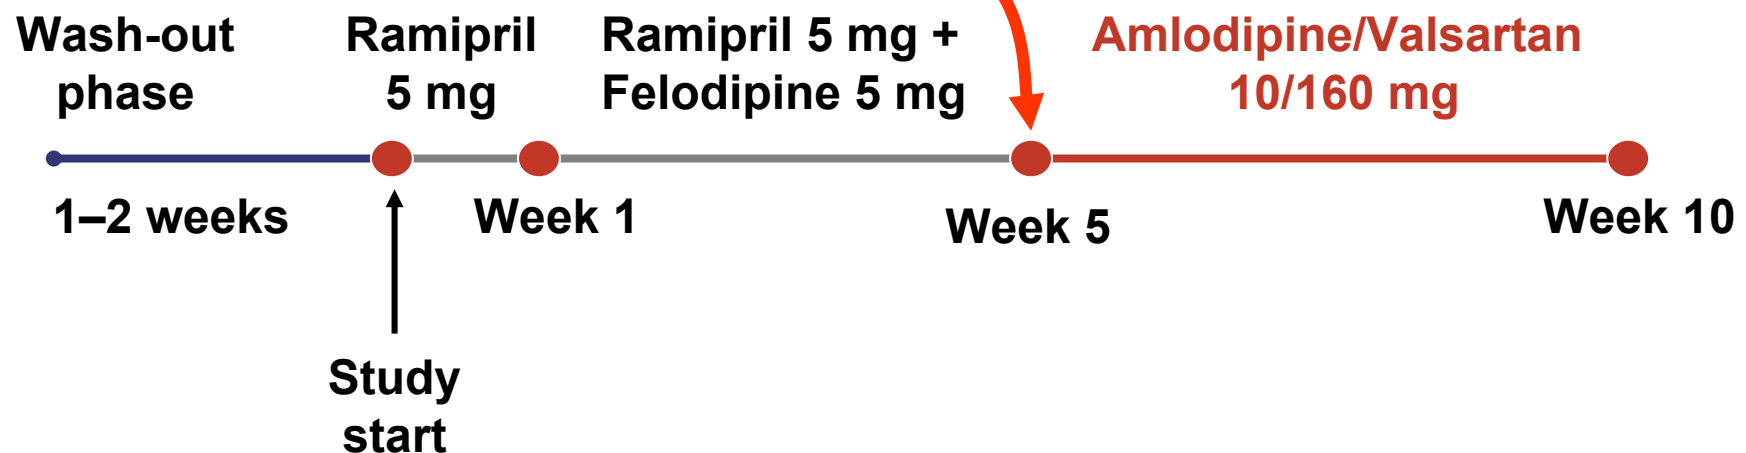 Wash-out
phase
Ramipril
5 mg
Ramipril 5 mg +
Felodipine 5 mg
Amlodipine/Valsartan
10/160 mg
1–2 weeks
Week 1
Week 5
Week 10
Study
start